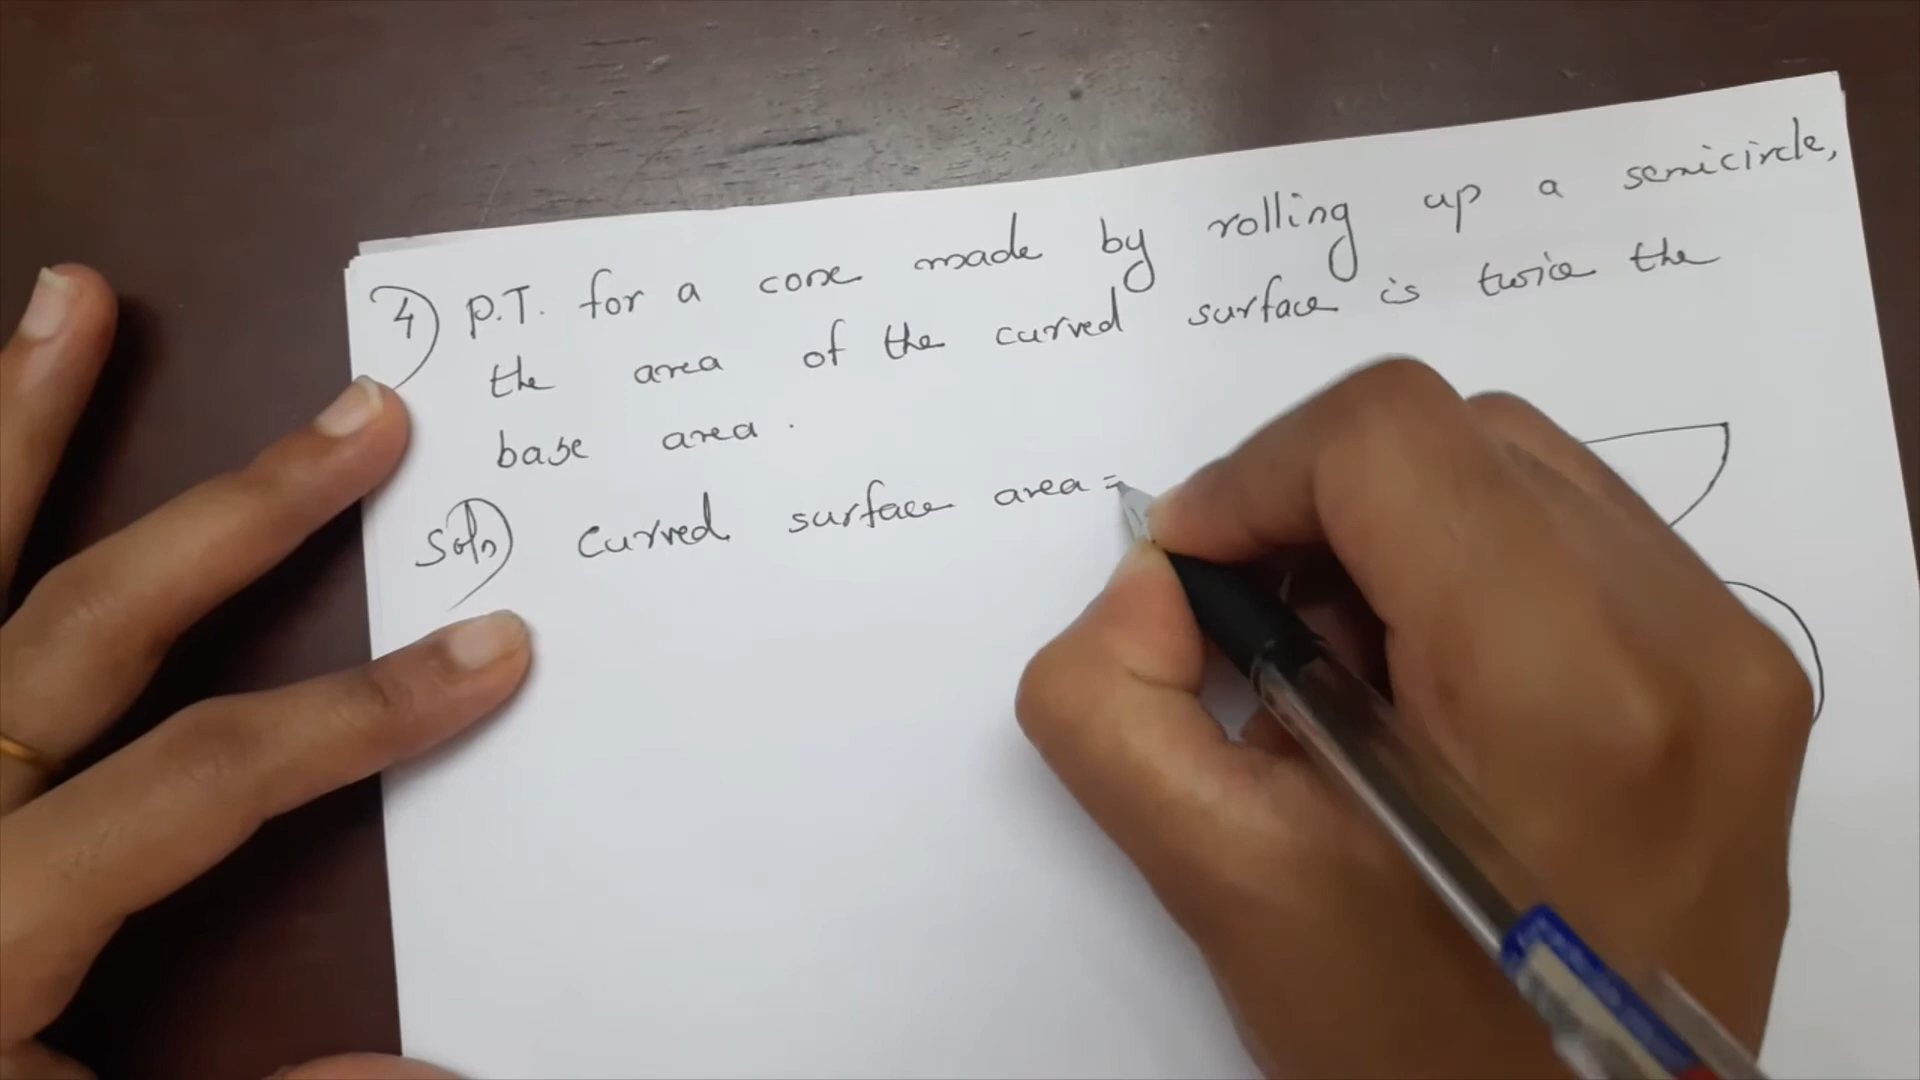 4) P.T. for a cone made by rolling up a semicircle,
the area of the curved surface is twice the
base area.
Soln) Curved surface area =